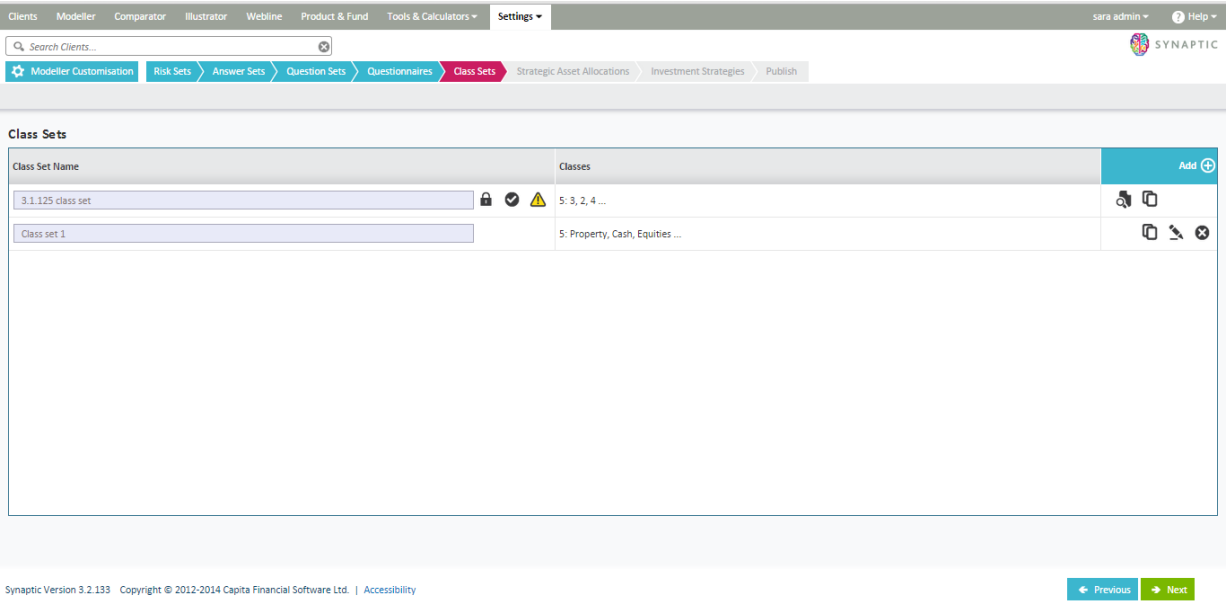 Clients Modeller Comparator Illustrator Webline Product & Fund Tools & Calculators Settings sara admin ? Help
Search Clients... SYNAPTIC
Modeller Customisation Risk Sets Answer Sets Question Sets Questionnaires Class Sets Strategic Asset Allocations Investment Strategies Publish
Class Sets
Class Set Name Classes Add
3.1.125 class set 5: 3, 2, 4 ...
Class set 1 5: Property, Cash, Equities ...
Synaptic Version 3.2.133 Copyright © 2012-2014 Capita Financial Software Ltd. | Accessibility Previous Next